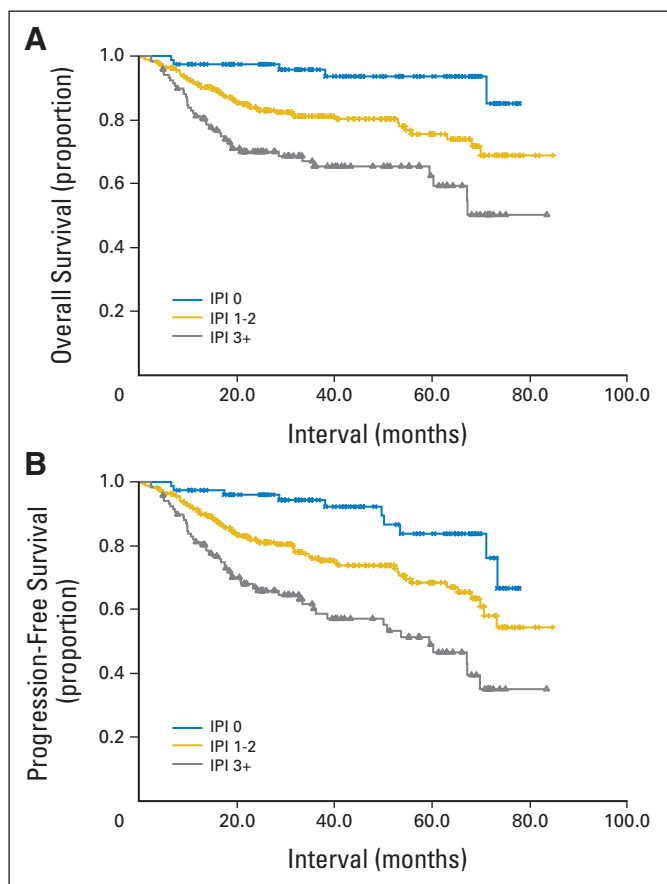 A
Overall Survival (proportion)
1.0
0.8
0.6
0.4
0.2
IPI 0
IPI 1-2
IPI 3+
0
20.0
40.0
60.0
80.0
100.0
Interval (months)
B
Progression-Free Survival
(proportion)
1.0
0.8
0.6
0.4
0.2
IPI 0
IPI 1-2
IPI 3+
0
20.0
40.0
60.0
80.0
100.0
Interval (months)